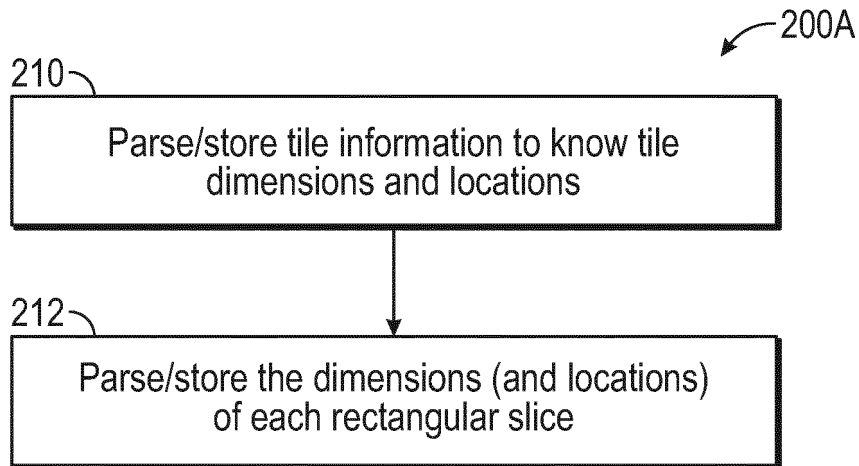 200A
210
Parse/store tile information to know tile
dimensions and locations
212
Parse/store the dimensions (and locations)
of each rectangular slice